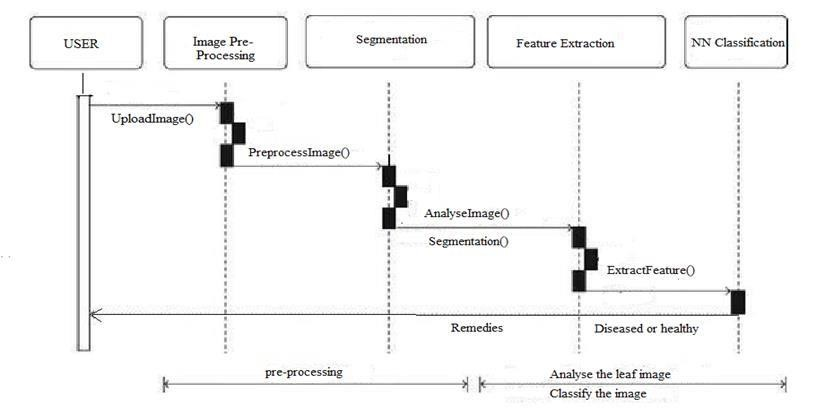 USER
Image Pre-
Processing
Segmentation
Feature Extraction
NN Classification
UploadImage()
PreprocessImage()
AnalyseImage()
Segmentation()
ExtractFeature()
Remedies
Diseased or healthy
pre-processing
Analyse the leaf image
Classify the image